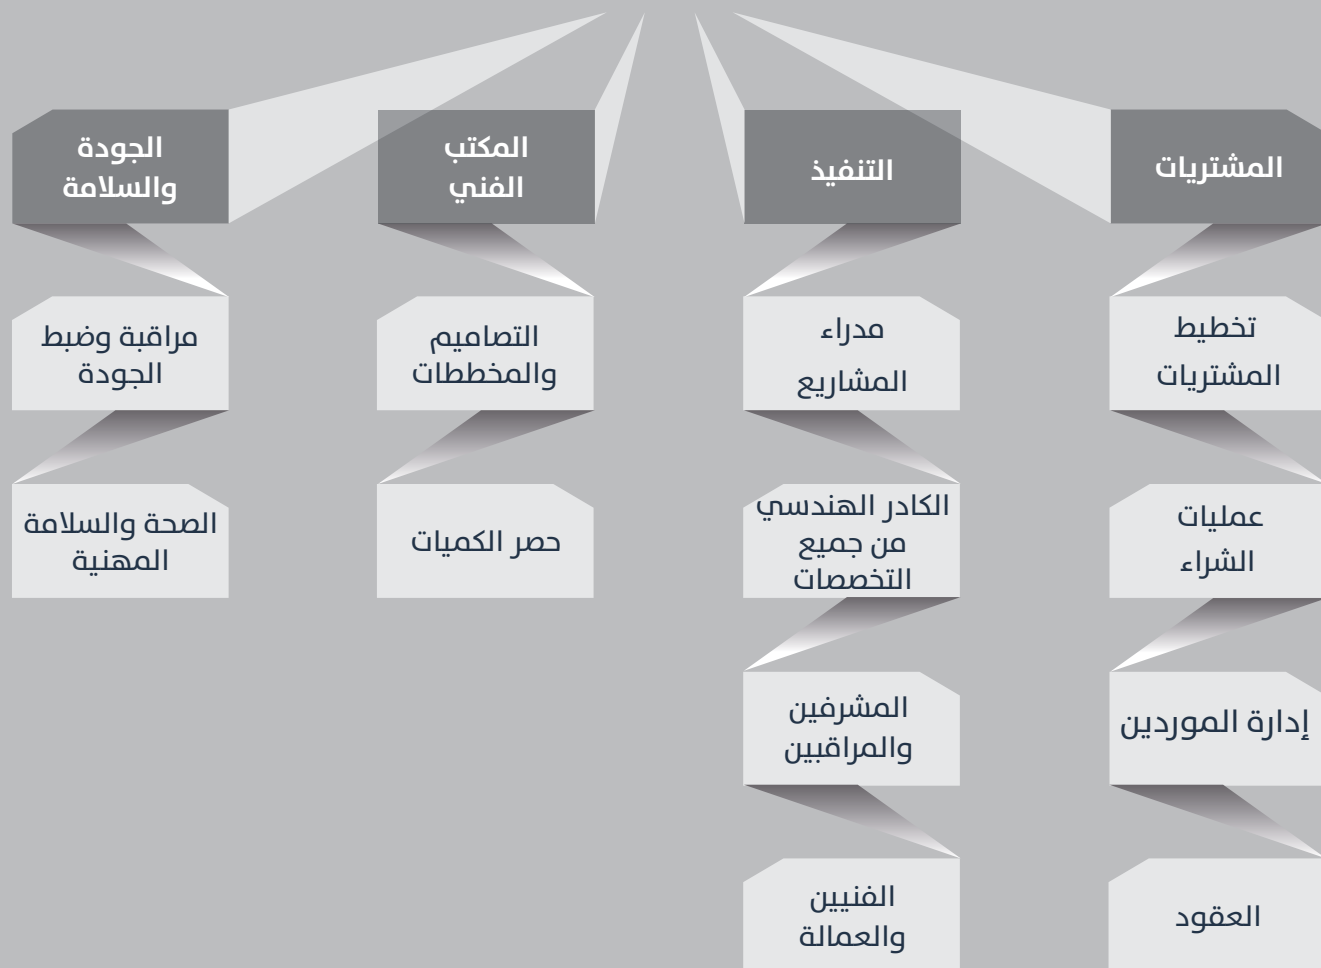 المشتريات
تخطيط
المشتريات
عمليات
الشراء
إدارة الموردين
العقود
التنفيذ
مدراء
المشاريع
الكادر الهندسي
من جميع
التخصصات
المشرفين
والمراقبين
الفنيين
والعمالة
المكتب
الفني
التصاميم
والمخططات
حصر الكميات
الجودة
والسلامة
مراقبة وضبط
الجودة
الصحة والسلامة
المهنية